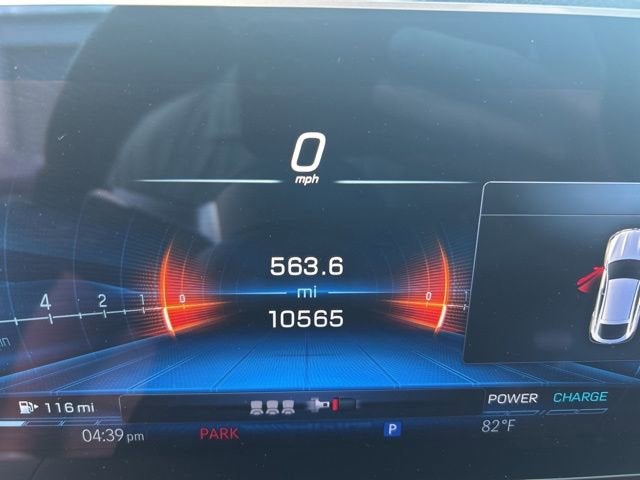 0
mph
563.6
mi
10565
4 2 1 0
0
116 mi
POWER CHARGE
04:39 pm PARK P 82°F